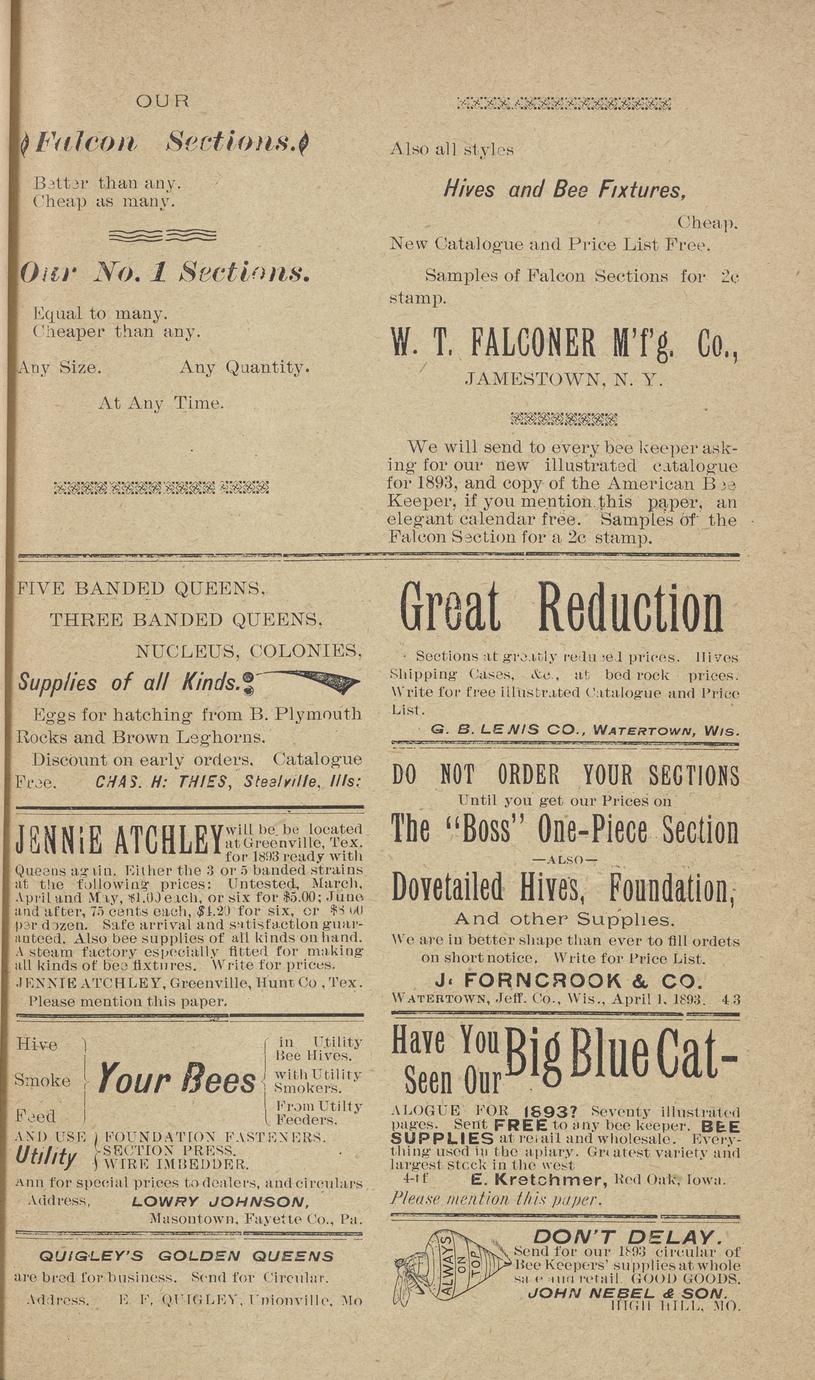 OUR
Falcon Sections.
Better than any.
Cheap as many.
Our No. 1 Sections.
Equal to many.
Cheaper than any.
Any Size. Any Quantity.
At Any Time.
Also all styles
Hives and Bee Fixtures,
Cheap.
New Catalogue and Price List Free.
Samples of Falcon Sections for 2c
stamp.
W. T. FALCONER M'f'g. Co.,
JAMESTOWN, N. Y.
We will send to every bee keeper ask-
ing for our new illustrated catalogue
for 1893, and copy of the American Bee
Keeper, if you mention this paper, an
elegant calendar free. Samples of the
Falcon Section for a 2c stamp.
FIVE BANDED QUEENS,
THREE BANDED QUEENS,
NUCLEUS, COLONIES,
Supplies of all Kinds.
Eggs for hatching from B. Plymouth
Rocks and Brown Leghorns.
Discount on early orders. Catalogue
Free. CHAS. H: THIES, Steelville, Ills:
JENNIE ATCHLEY will be be located
at Greenville, Tex.
for 1893 ready with
Queens again. Either the 3 or 5 banded strains
at the following prices: Untested, March,
April and May, $1.00 each, or six for $5.00; June
and after, 75 cents each, $4.20 for six, or $8 00
per dozen. Safe arrival and satisfaction guar-
anteed. Also bee supplies of all kinds on hand.
A steam factory especially fitted for making
all kinds of bee fixtures. Write for prices.
JENNIE ATCHLEY, Greenville, Hunt Co, Tex.
Please mention this paper.
Hive
Smoke
Feed
Your Bees
in Utility
Bee Hives.
with Utility
Smokers.
From Utilty
Feeders.
AND USE FOUNDATION FASTENERS.
Utility SECTION PRESS.
WIRE IMBEDDER.
Ann for special prices to dealers, and circulars
Address, LOWRY JOHNSON,
Masontown, Fayette Co., Pa.
QUIGLEY'S GOLDEN QUEENS
are bred for business. Send for Circular.
Address. E. F. QUIGLEY, Unionville, Mo
Great Reduction
Sections at greatly reduced prices. Hives
Shipping Cases, &c., at bed rock prices.
Write for free illustrated Catalogue and Price
List.
G. B. LEWIS CO., WATERTOWN, WIS.
DO NOT ORDER YOUR SECTIONS
Until you get our Prices on
The "Boss" One-Piece Section
—ALSO—
Dovetailed Hives, Foundation,
And other Supplies.
We are in better shape than ever to fill ordets
on short notice. Write for Price List.
J. FORNCROOK & CO.
WATERTOWN, Jeff. Co., Wis., April 1, 1893. 4 3
Have You
Seen Our Big Blue Cat-
ALOGUE FOR 1893? Seventy illustrated
pages. Sent FREE to any bee keeper. BEE
SUPPLIES at retail and wholesale. Every-
thing used in the apiary. Greatest variety and
largest stock in the west
4-tf E. Kretchmer, Red Oak, Iowa.
Please mention this paper.
ALWAYS
ON
TOP
DON'T DELAY.
Send for our 1893 circular of
Bee Keepers' supplies at whole
sale and retail. GOOD GOODS.
JOHN NEBEL & SON.
HIGH HILL, MO.